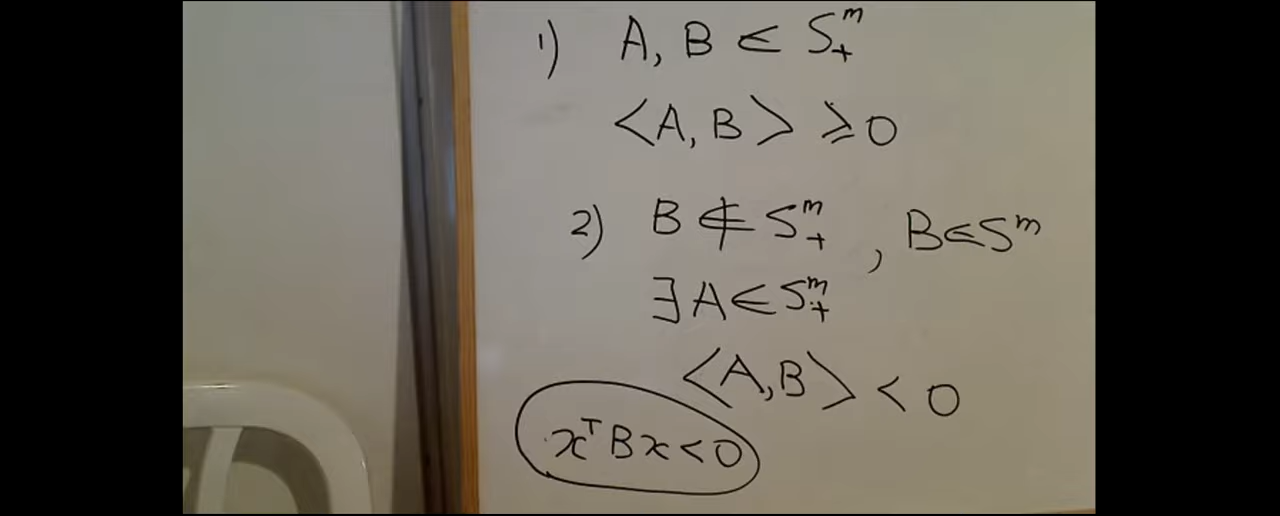 1) A, B ∈ S₊ᵐ
<A, B> ≥ 0
2) B ∉ S₊ᵐ , B ∈ Sᵐ
∃ A ∈ S₊ᵐ
<A, B> < 0
xᵀBx < 0